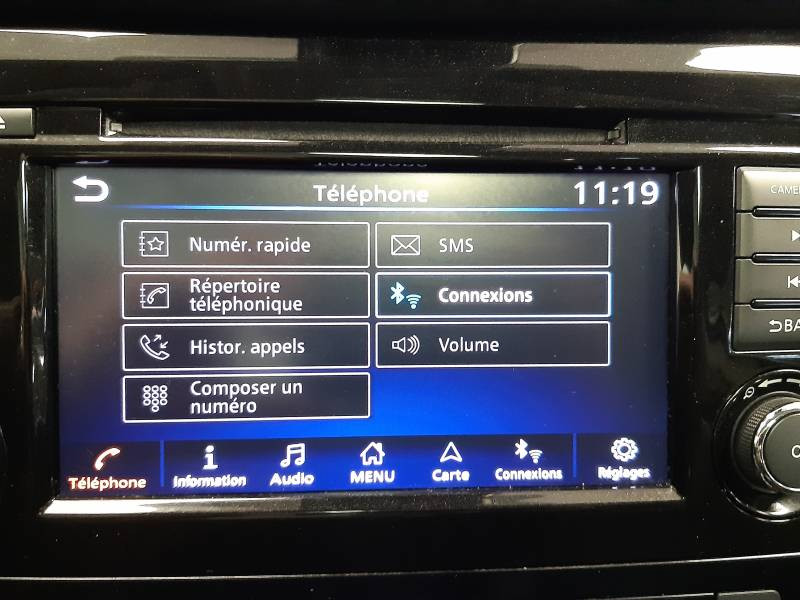 Téléphone 11:19
Numér. rapide
SMS
Répertoire
téléphonique
Connexions
Histor. appels
Volume
Composer un
numéro
Téléphone
Information
Audio
MENU
Carte
Connexions
Réglages